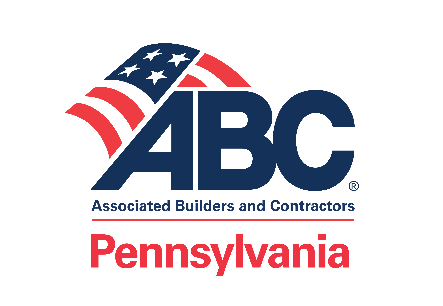 ABC®
Associated Builders and Contractors
Pennsylvania